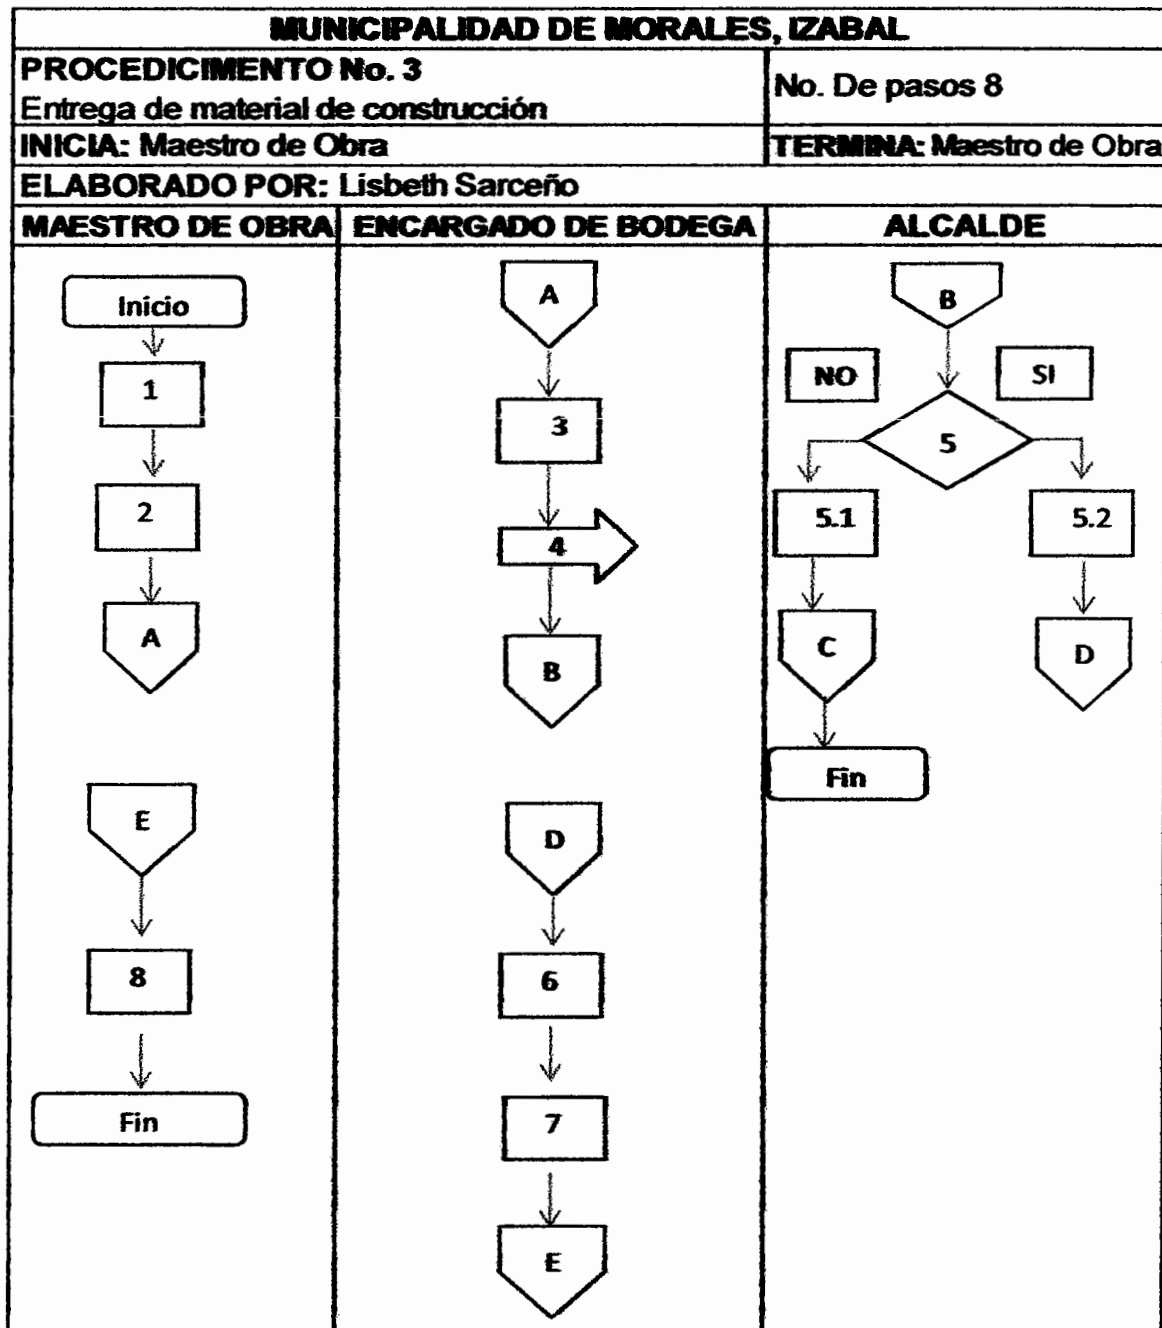 MUNICIPALIDAD DE MORALES, IZABAL
PROCEDICIMENTO No. 3
Entrega de material de construcción
No. De pasos 8
INICIA: Maestro de Obra
TERMINA: Maestro de Obra
ELABORADO POR: Lisbeth Sarceño
MAESTRO DE OBRA
ENCARGADO DE BODEGA
ALCALDE
Inicio
1
2
A
E
8
Fin
A
3
4
B
D
6
7
E
B
NO
SI
5
5.1
5.2
C
D
Fin